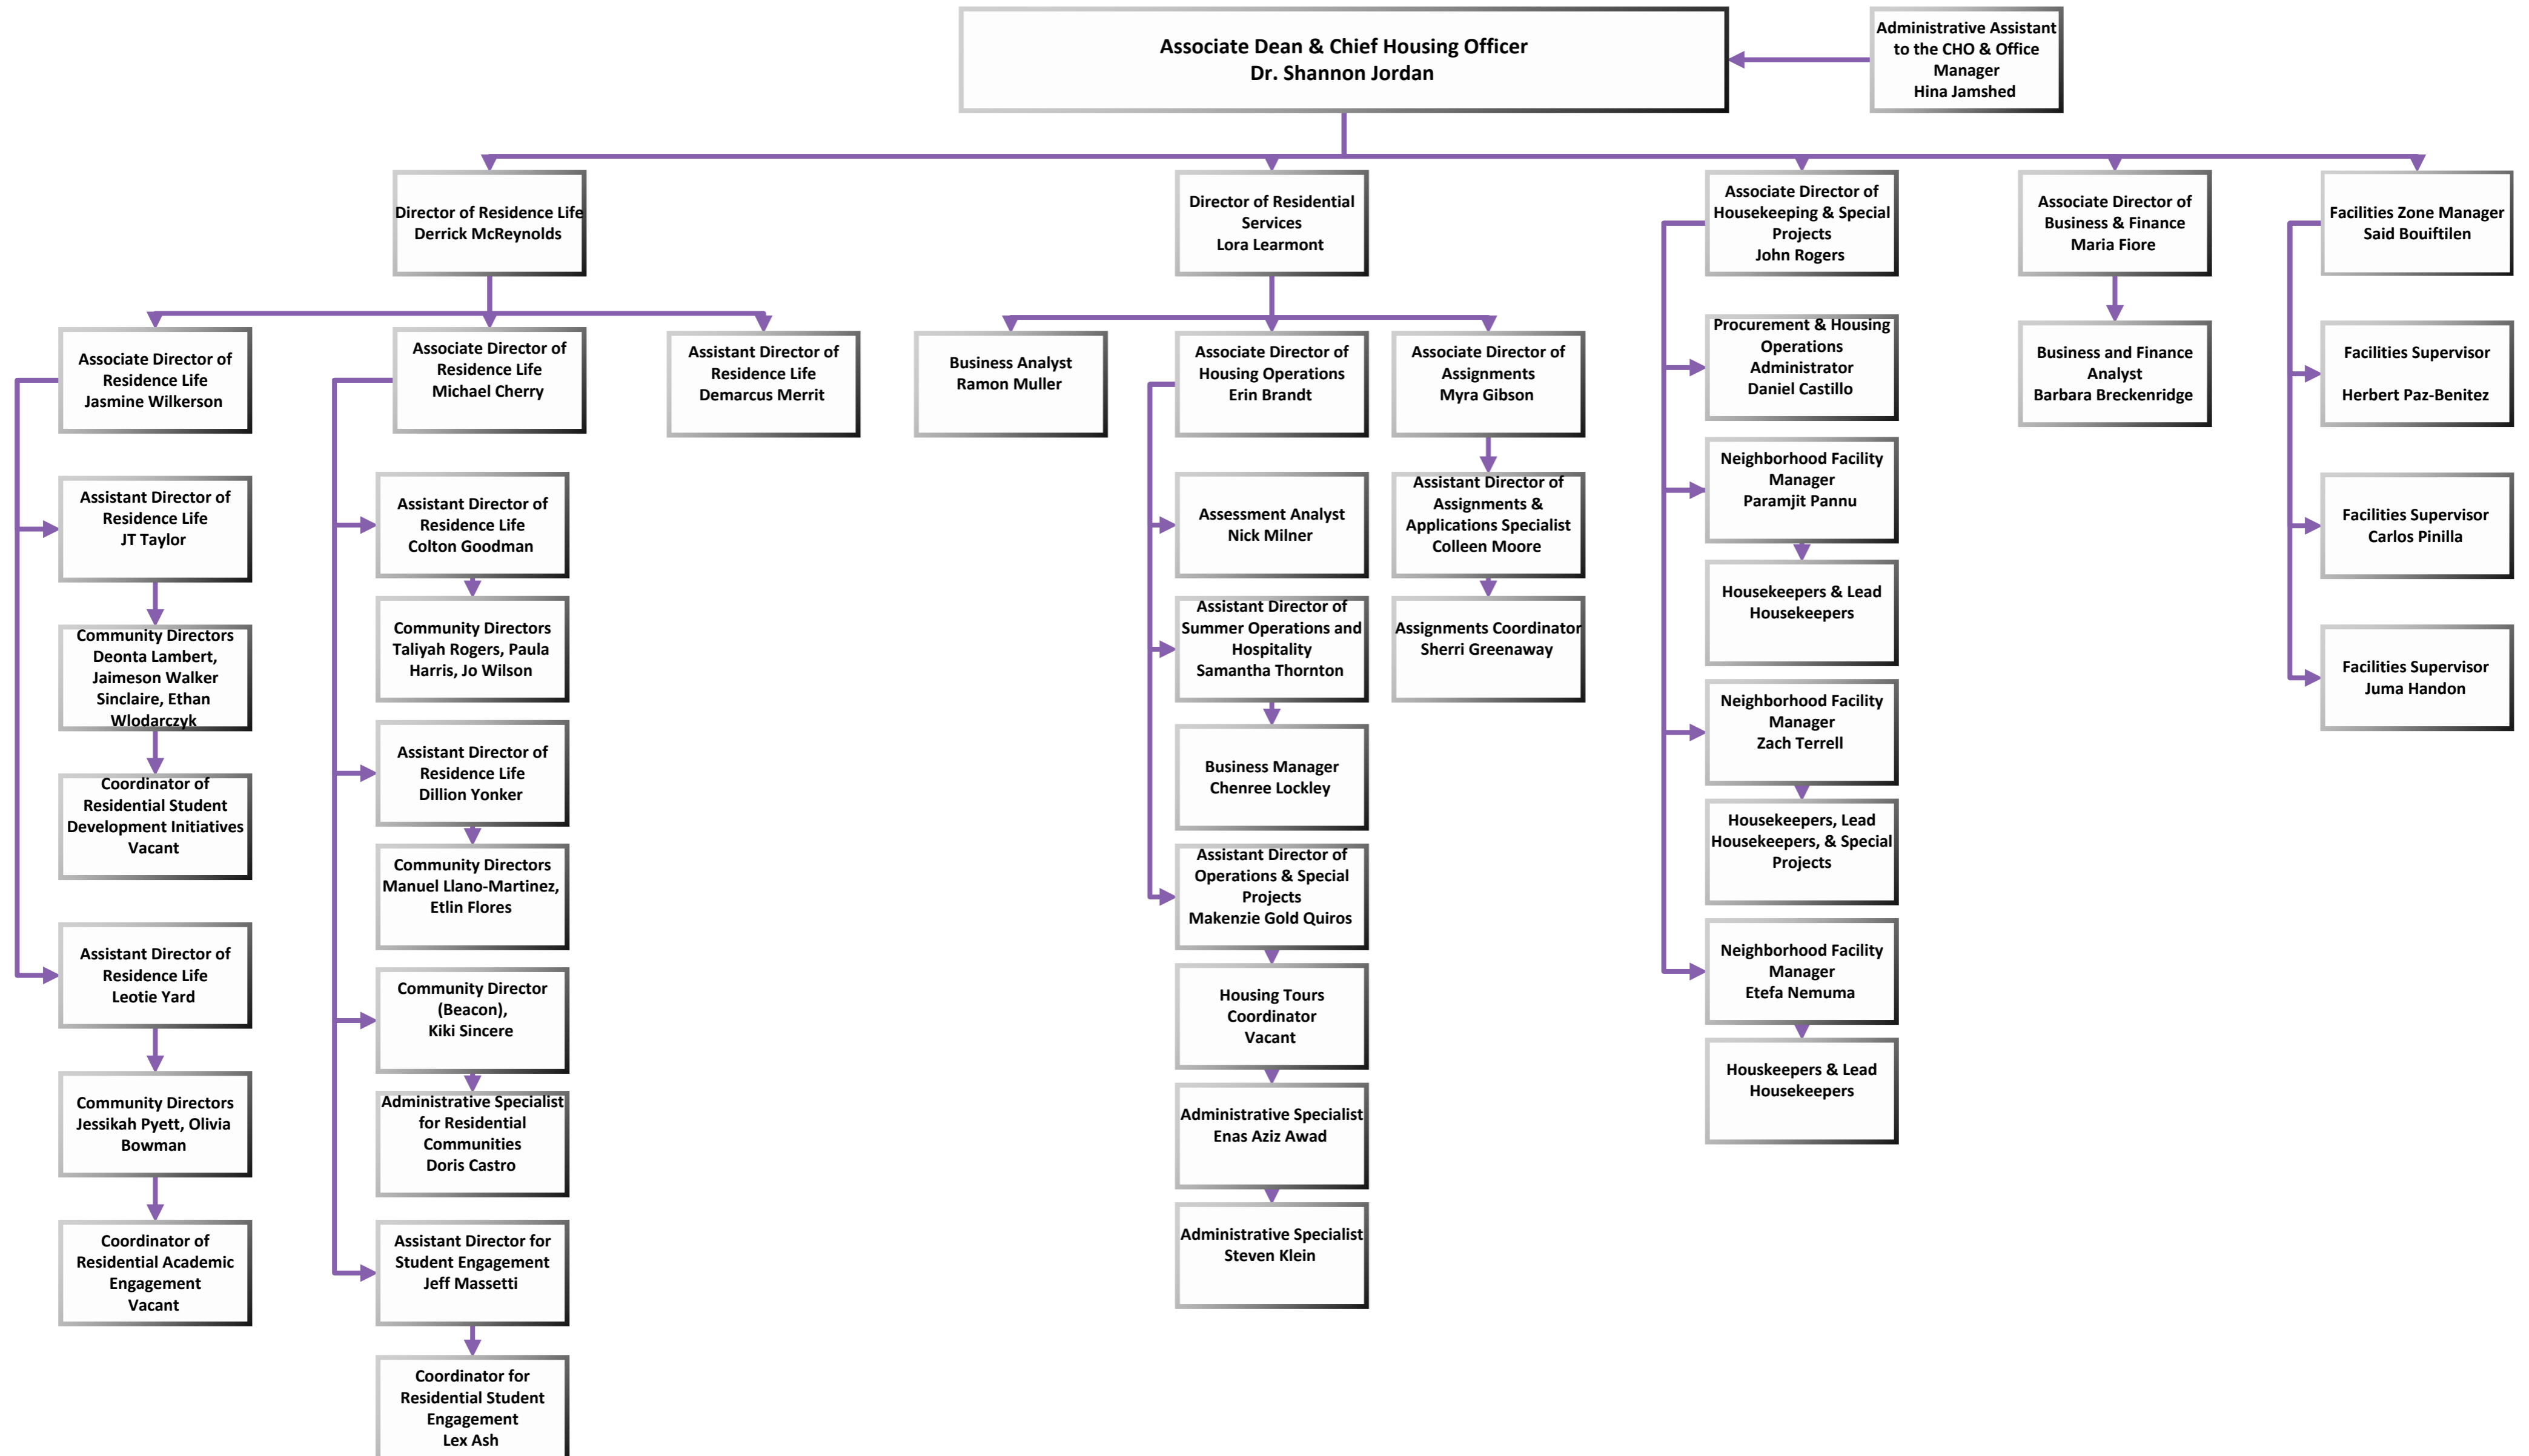 Associate Dean & Chief Housing Officer
Dr. Shannon Jordan
Administrative Assistant
to the CHO & Office
Manager
Hina Jamshed
Director of Residence Life
Derrick McReynolds
Director of Residential
Services
Lora Learmont
Associate Director of
Housekeeping & Special
Projects
John Rogers
Associate Director of
Business & Finance
Maria Fiore
Facilities Zone Manager
Said Bouiftilen
Associate Director of
Residence Life
Jasmine Wilkerson
Associate Director of
Residence Life
Michael Cherry
Assistant Director of
Residence Life
Demarcus Merrit
Business Analyst
Ramon Muller
Associate Director of
Housing Operations
Erin Brandt
Associate Director of
Assignments
Myra Gibson
Procurement & Housing
Operations
Administrator
Daniel Castillo
Business and Finance
Analyst
Barbara Breckenridge
Facilities Supervisor
Herbert Paz-Benitez
Assistant Director of
Residence Life
JT Taylor
Community Directors
Deonta Lambert,
Jaimeson Walker
Sinclaire, Ethan
Wlodarczyk
Coordinator of
Residential Student
Development Initiatives
Vacant
Assistant Director of
Residence Life
Leotie Yard
Community Directors
Jessikah Pyett, Olivia
Bowman
Coordinator of
Residential Academic
Engagement
Vacant
Assistant Director of
Residence Life
Colton Goodman
Community Directors
Taliyah Rogers, Paula
Harris, Jo Wilson
Assistant Director of
Residence Life
Dillion Yonker
Community Directors
Manuel Llano-Martinez,
Etlin Flores
Community Director
(Beacon),
Kiki Sincere
Administrative Specialist
for Residential
Communities
Doris Castro
Assistant Director for
Student Engagement
Jeff Massetti
Coordinator for
Residential Student
Engagement
Lex Ash
Assessment Analyst
Nick Milner
Assistant Director of
Summer Operations and
Hospitality
Samantha Thornton
Business Manager
Chenree Lockley
Assistant Director of
Operations & Special
Projects
Makenzie Gold Quiros
Housing Tours
Coordinator
Vacant
Administrative Specialist
Enas Aziz Awad
Administrative Specialist
Steven Klein
Assistant Director of
Assignments &
Applications Specialist
Colleen Moore
Assignments Coordinator
Sherri Greenaway
Neighborhood Facility
Manager
Paramjit Pannu
Housekeepers & Lead
Housekeepers
Neighborhood Facility
Manager
Zach Terrell
Housekeepers, Lead
Housekeepers, & Special
Projects
Neighborhood Facility
Manager
Etefa Nemuma
Houskeepers & Lead
Housekeepers
Facilities Supervisor
Carlos Pinilla
Facilities Supervisor
Juma Handon